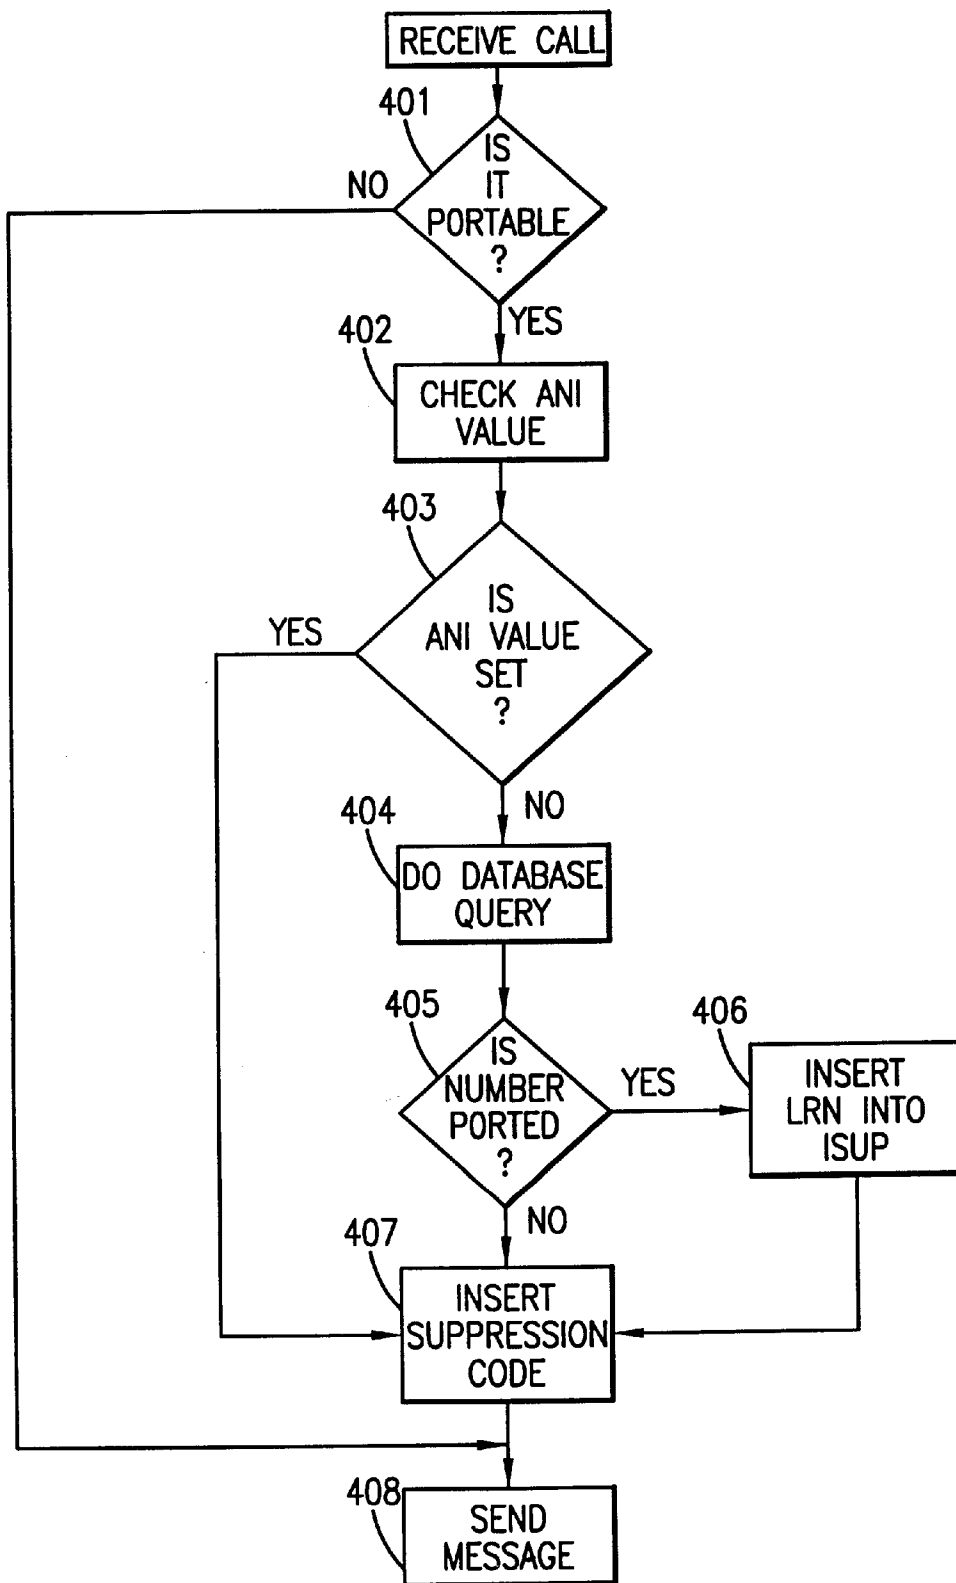 RECEIVE CALL
401
IS
IT
PORTABLE
?
NO
YES
402
CHECK ANI
VALUE
403
IS
ANI VALUE
SET
?
YES
NO
404
DO DATABASE
QUERY
405
IS
NUMBER
PORTED
?
YES
406
INSERT
LRN INTO
ISUP
NO
407
INSERT
SUPPRESSION
CODE
408
SEND
MESSAGE